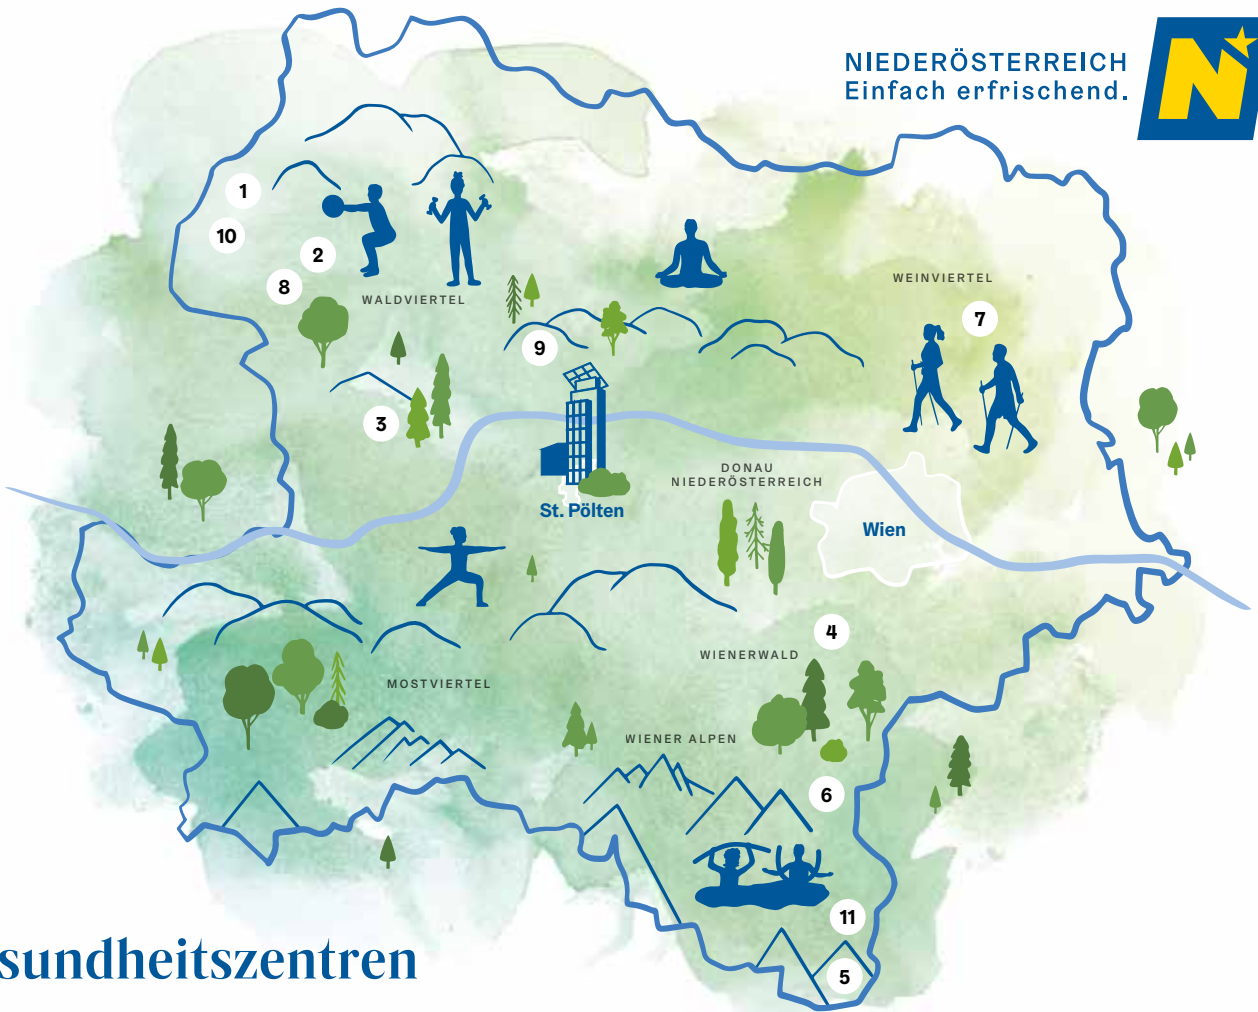 NIEDERÖSTERREICH
Einfach erfrischend.
N
1
10
2
8
WALDVIERTEL
WEINVIERTEL
7
9
3
DONAU
NIEDERÖSTERREICH
St. Pölten
Wien
4
WIENERWALD
MOSTVIERTEL
WIENER ALPEN
6
11
5
sundheitszentren